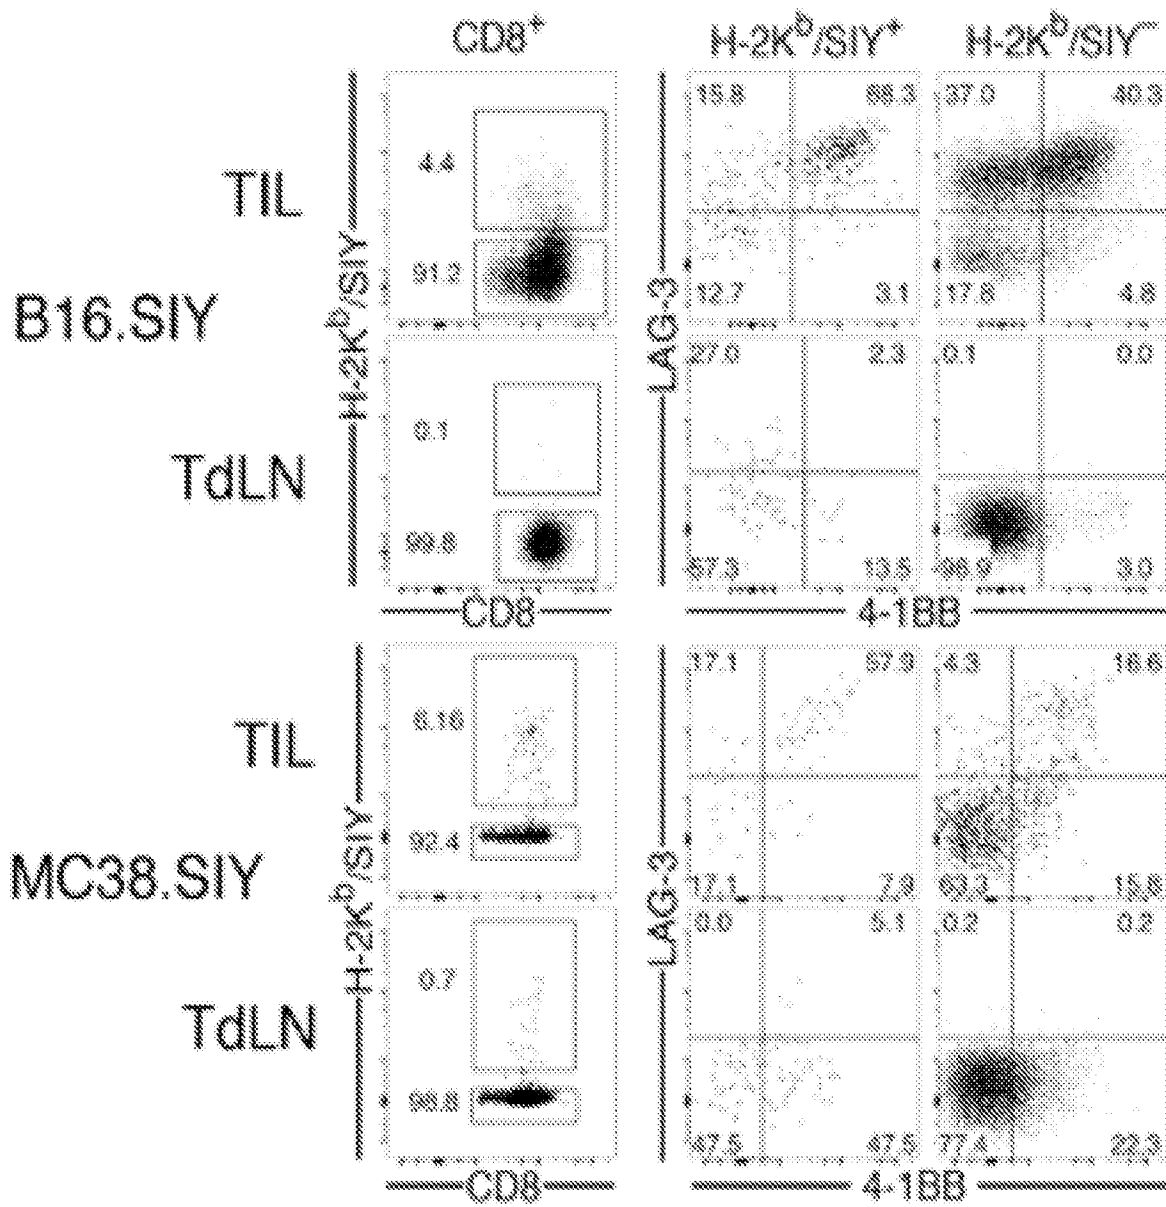 CD8⁺ H-2Kᵇ/SIY⁺ H-2Kᵇ/SIY⁻
B16.SIY
TIL
H-2Kᵇ/SIY
4.4
91.2
LAG-3
15.8 68.3
12.7 3.1
37.0 40.3
17.8 4.8
TdLN
0.1
99.8
27.0 2.3
57.3 13.5
0.1 0.0
96.9 3.0
CD8 4-1BB
MC38.SIY
TIL
H-2Kᵇ/SIY
6.16
92.4
LAG-3
17.1 57.9
17.1 7.9
4.3 16.6
63.3 15.8
TdLN
0.7
98.8
0.0 5.1
47.5 47.5
0.2 0.2
77.4 22.3
CD8 4-1BB